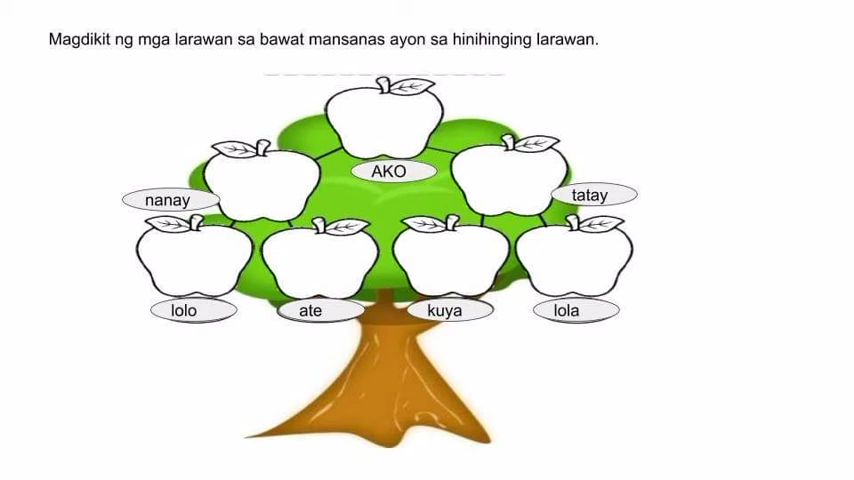 Magdikit ng mga larawan sa bawat mansanas ayon sa hinihinging larawan.
AKO
nanay
tatay
lolo
ate
kuya
lola